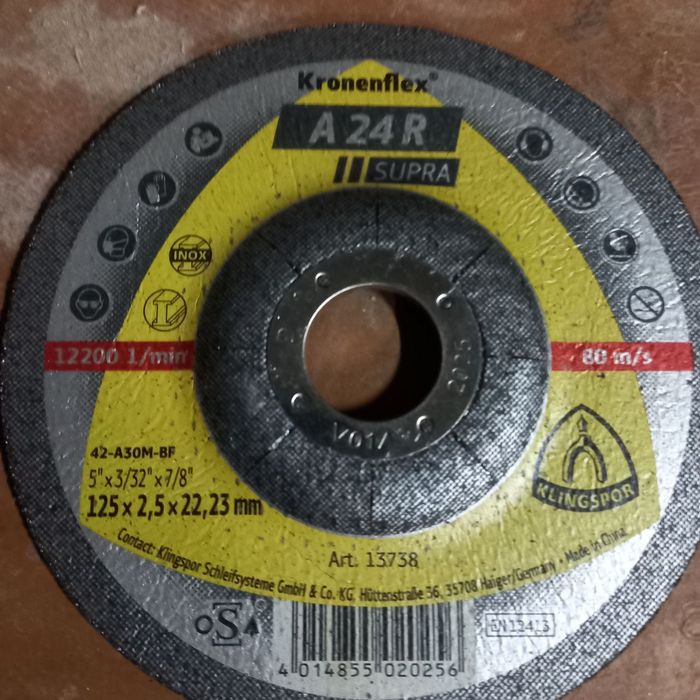 Kronenflex®
A 24 R
SUPRA
INOX
12200 1/min
80 m/s
42-A30M-BF
5"x3/32"x7/8"
125 x 2,5 x 22,23 mm
KLINGSPOR
Art. 13738
Contact: Klingspor Schleifsysteme GmbH & Co. KG, Hüttenstraße 36, 35708 Haiger/Germany • Made in China
oSa
EN12413
4 014855 020256
2025
V01